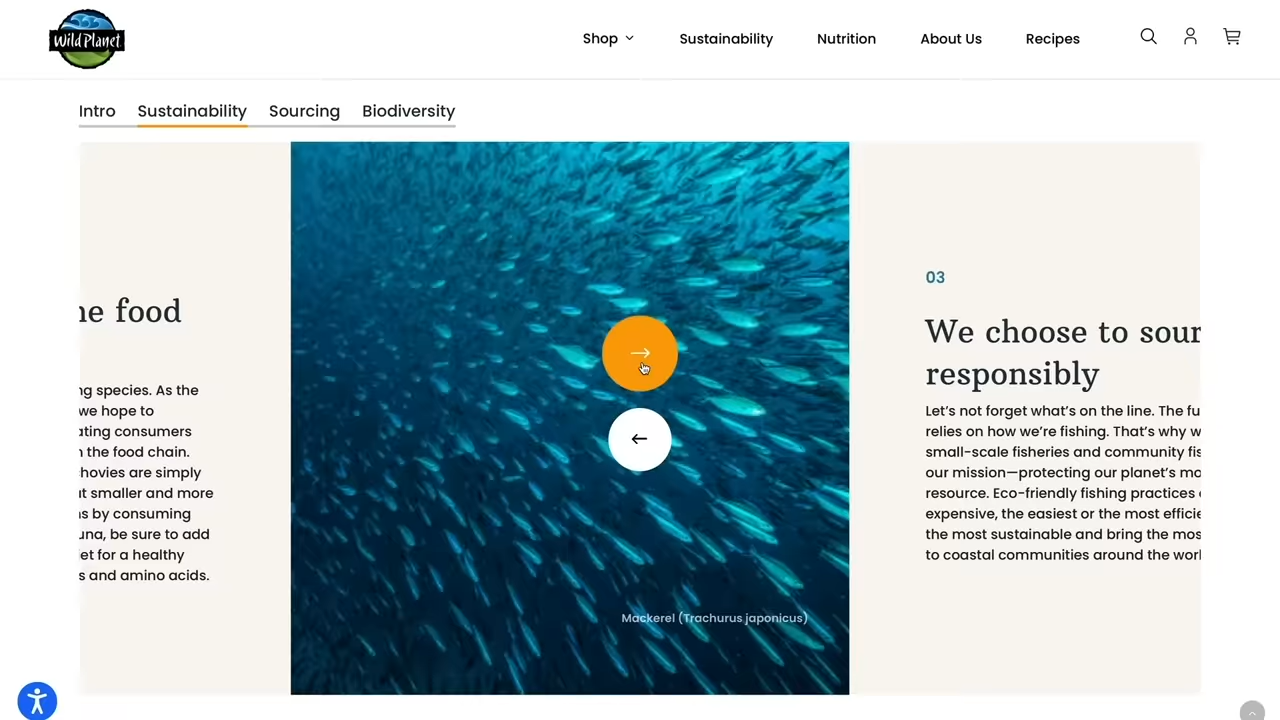 Wild Planet
Shop
Sustainability
Nutrition
About Us
Recipes
Intro
Sustainability
Sourcing
Biodiversity
he food
ng species. As the
we hope to
ating consumers
n the food chain.
hovies are simply
at smaller and more
ns by consuming
una, be sure to add
et for a healthy
s and amino acids.
Mackerel (Trachurus japonicus)
03
We choose to sour
responsibly
Let’s not forget what’s on the line. The fu
relies on how we’re fishing. That’s why w
small-scale fisheries and community fis
our mission—protecting our planet’s mo
resource. Eco-friendly fishing practices
expensive, the easiest or the most efficie
the most sustainable and bring the mos
to coastal communities around the worl